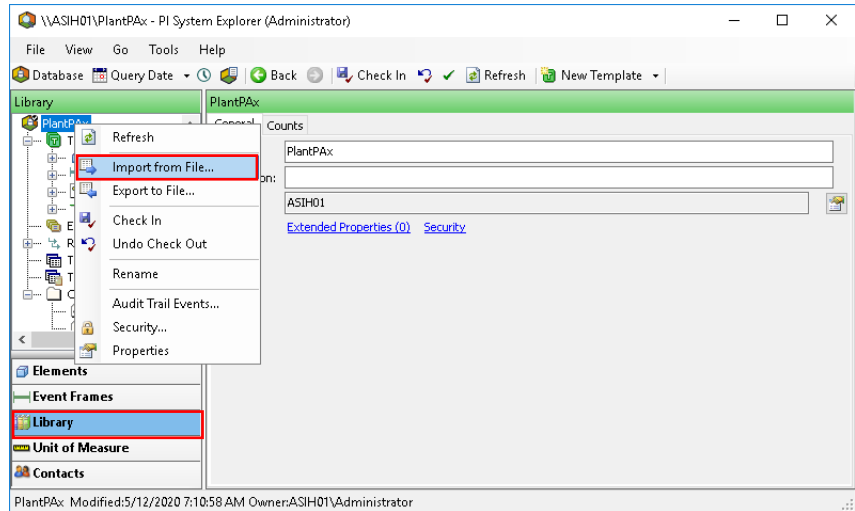 \\ASIH01\PlantPAx - PI System Explorer (Administrator)
File View Go Tools Help
Database Query Date Back Check In Refresh New Template
Library PlantPAx
PlantPAx General Counts
Refresh
PlantPAx
Import from File...
Export to File...
ASIH01
Check In Extended Properties (0) Security
Undo Check Out
Rename
Audit Trail Events...
Security...
Properties
Elements
Event Frames
Library
Unit of Measure
Contacts
PlantPAx Modified:5/12/2020 7:10:58 AM Owner:ASIH01\Administrator